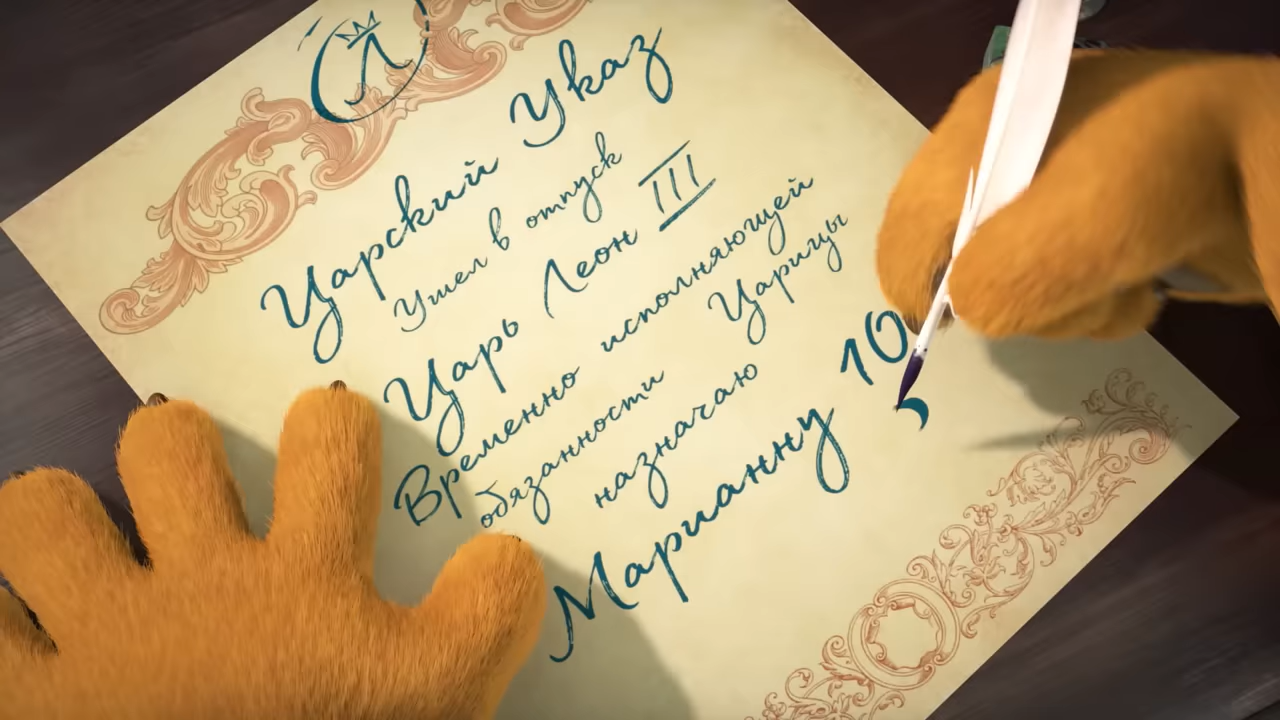 Л
Царский Указ
Ушел в отпуск
Царь Леон III
Временно исполняющей
обязанности Царицы
назначаю
Марианну 10